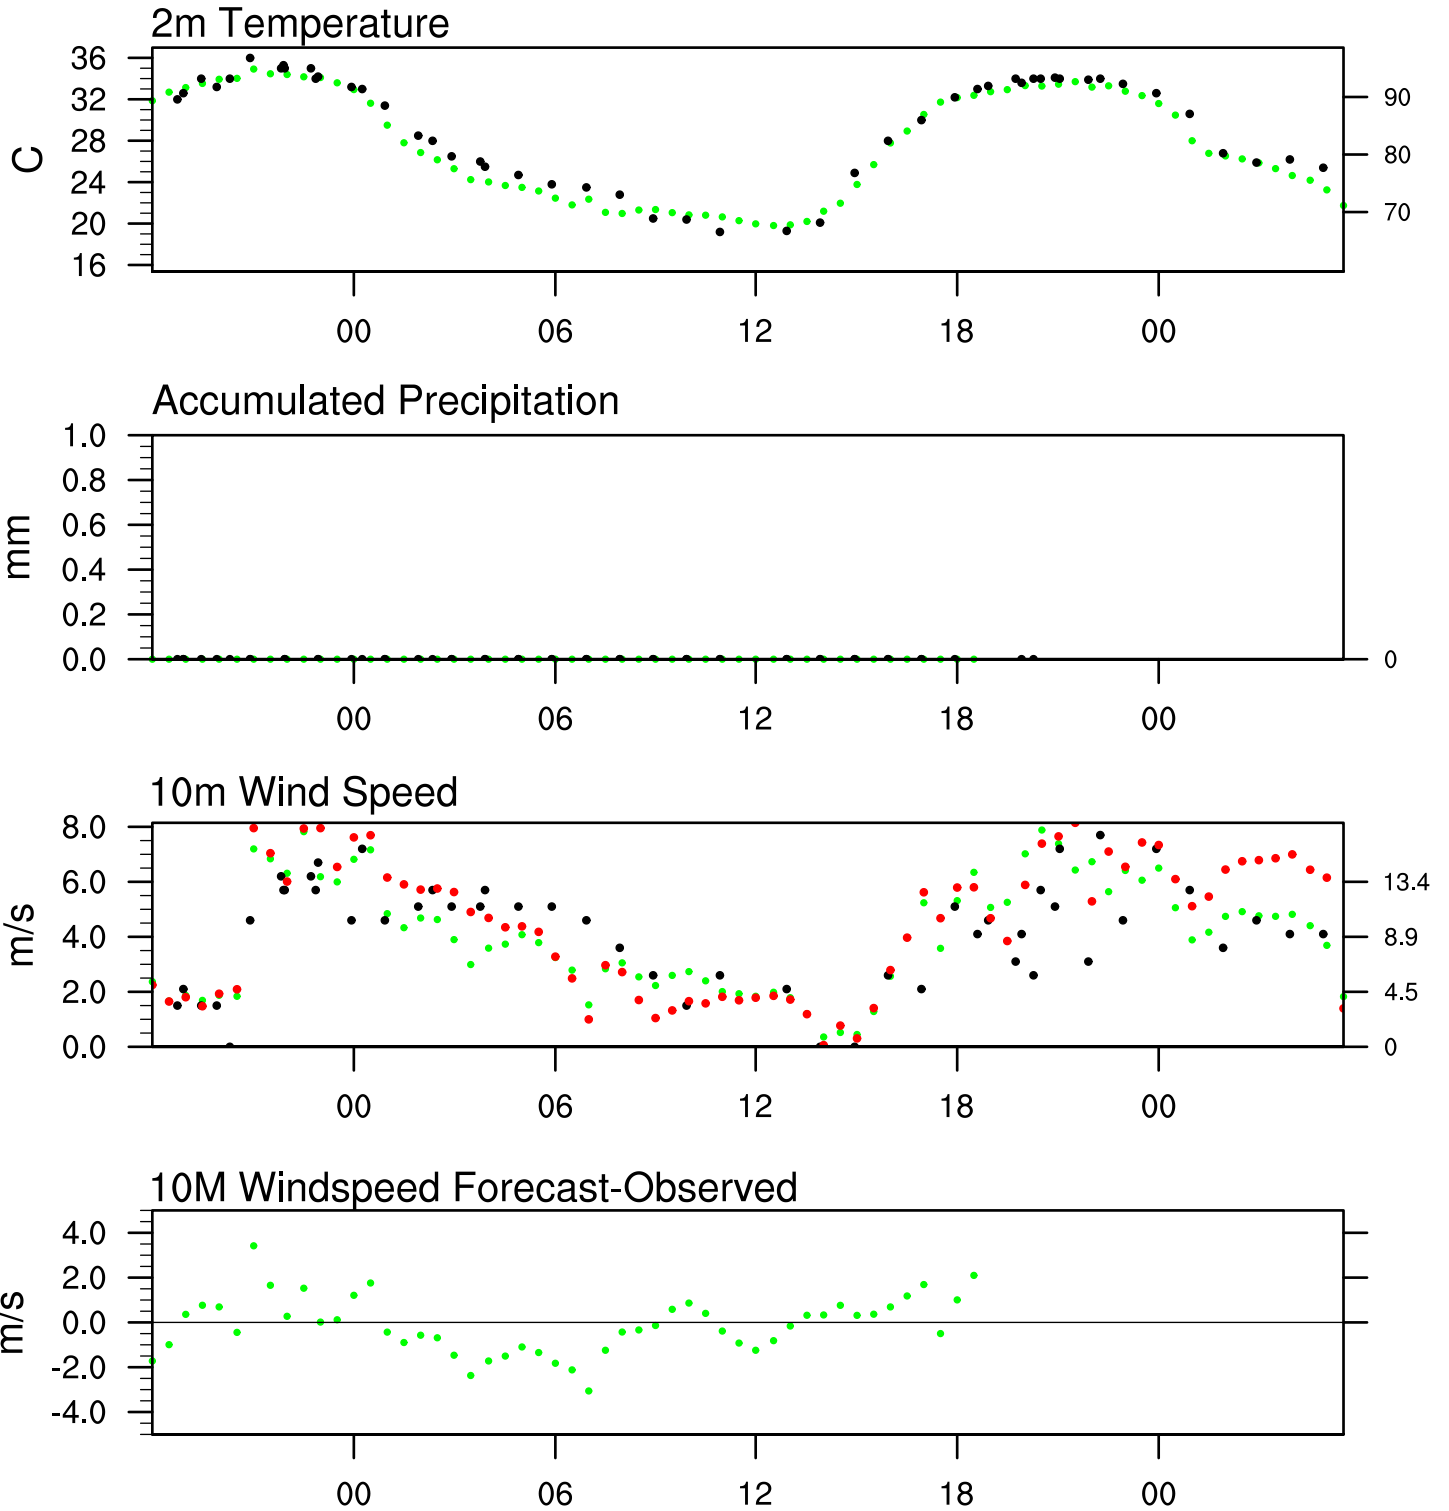 2m Temperature
36
32
28
24
20
16
C
90
80
70
00 06 12 18 00
Accumulated Precipitation
1.0
0.8
0.6
0.4
0.2
0.0
mm
0
00 06 12 18 00
10m Wind Speed
8.0
6.0
4.0
2.0
0.0
m/s
13.4
8.9
4.5
0
00 06 12 18 00
10M Windspeed Forecast-Observed
4.0
2.0
0.0
-2.0
-4.0
m/s
00 06 12 18 00